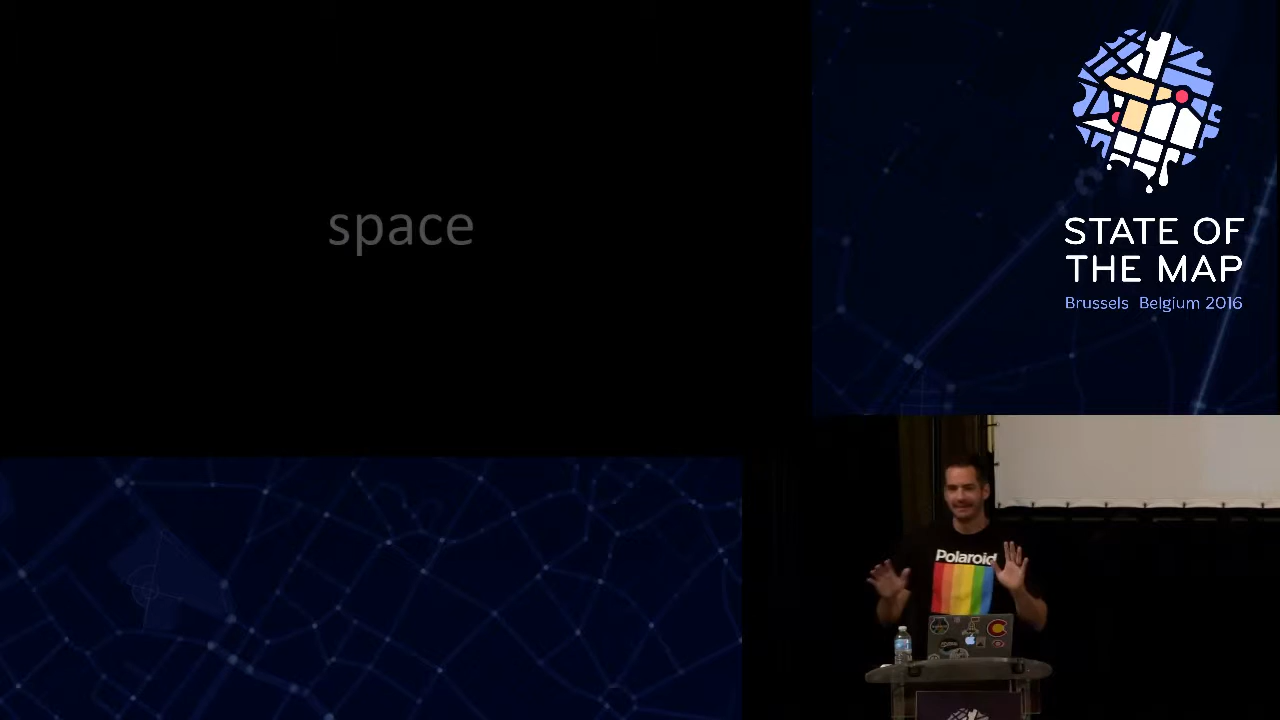 space
STATE OF
THE MAP
Brussels Belgium 2016
Polaroid